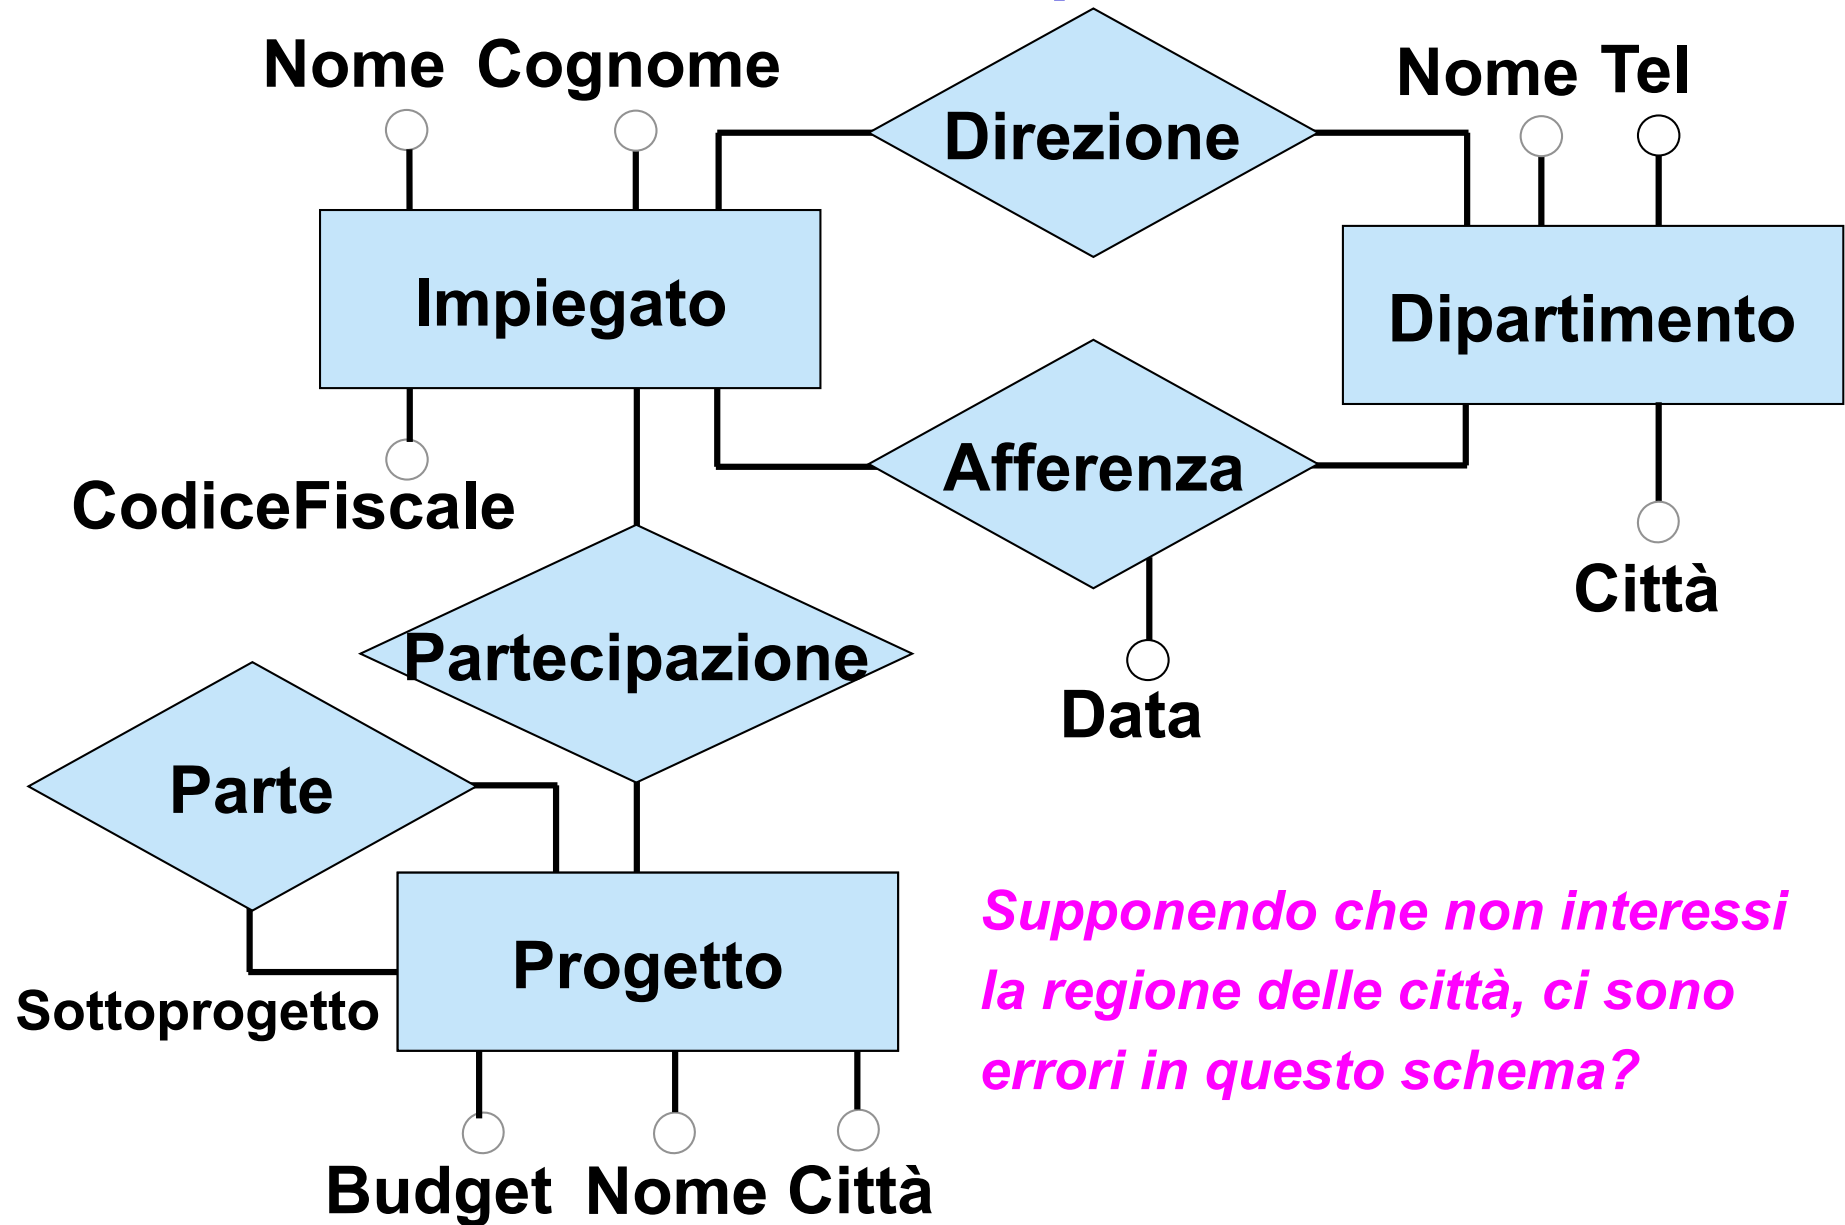 Nome Cognome
Nome Tel
Direzione
Impiegato
Dipartimento
Afferenza
CodiceFiscale
Città
Partecipazione
Data
Parte
Supponendo che non interessi
la regione delle città, ci sono
errori in questo schema?
Progetto
Sottoprogetto
Budget Nome Città